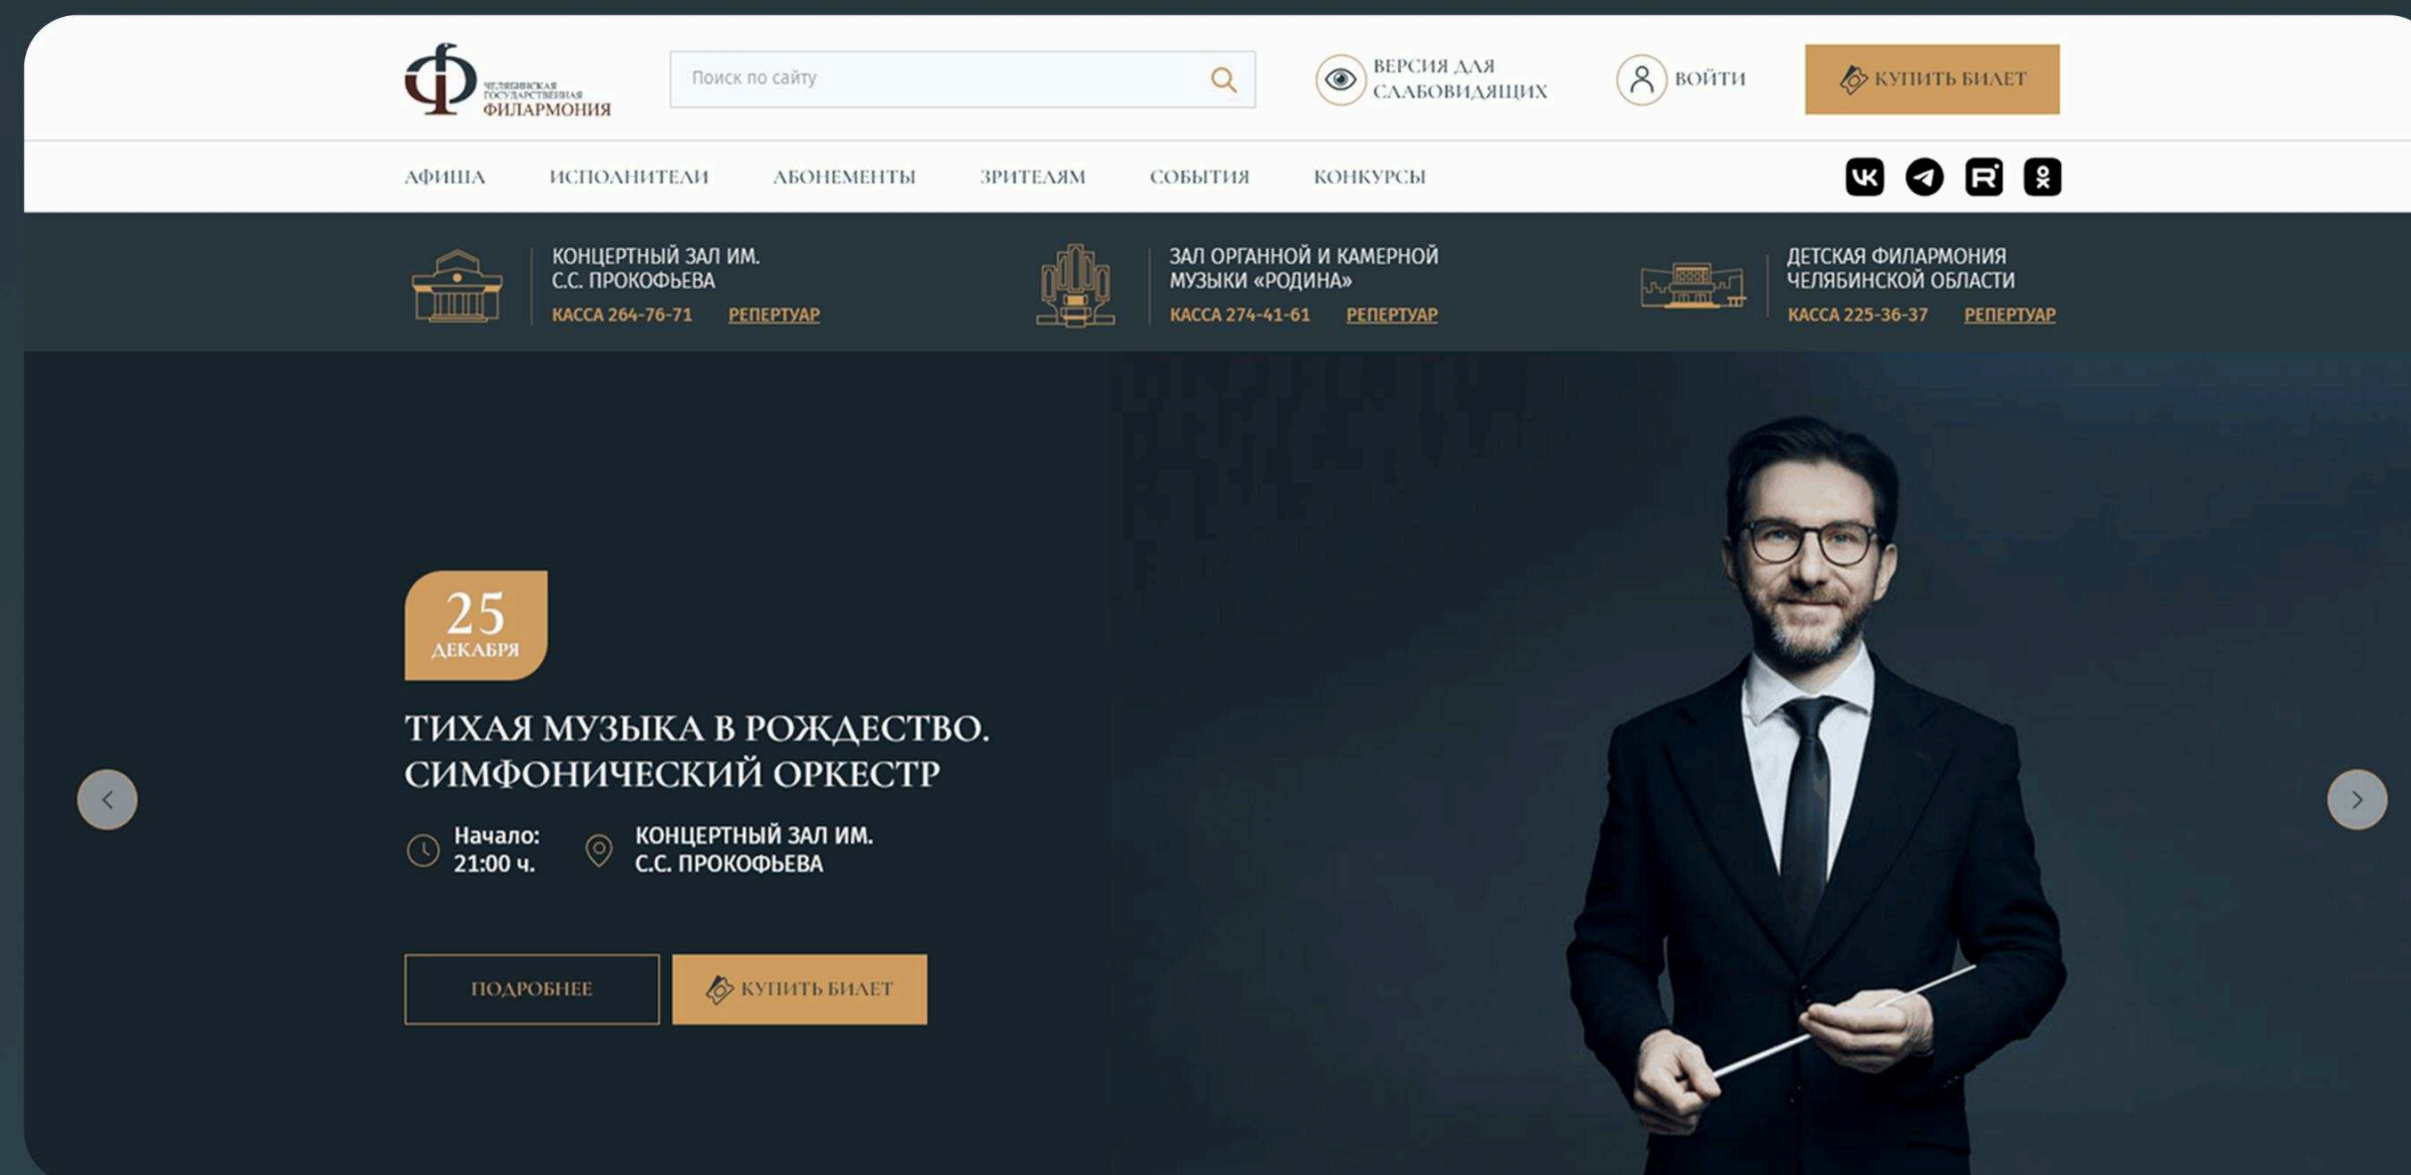 ЧЕЛЯБИНСКАЯ
ГОСУДАРСТВЕННАЯ
ФИЛАРМОНИЯ
Поиск по сайту
ВЕРСИЯ ДЛЯ
СЛАБОВИДЯЩИХ
ВОЙТИ
КУПИТЬ БИЛЕТ
АФИША
ИСПОЛНИТЕЛИ
АБОНЕМЕНТЫ
ЗРИТЕЛЯМ
СОБЫТИЯ
КОНКУРСЫ
КОНЦЕРТНЫЙ ЗАЛ ИМ.
С.С. ПРОКОФЬЕВА
КАССА 264-76-71 РЕПЕРТУАР
ЗАЛ ОРГАННОЙ И КАМЕРНОЙ
МУЗЫКИ «РОДИНА»
КАССА 274-41-61 РЕПЕРТУАР
ДЕТСКАЯ ФИЛАРМОНИЯ
ЧЕЛЯБИНСКОЙ ОБЛАСТИ
КАССА 225-36-37 РЕПЕРТУАР
25
ДЕКАБРЯ
ТИХАЯ МУЗЫКА В РОЖДЕСТВО.
СИМФОНИЧЕСКИЙ ОРКЕСТР
Начало:
21:00 ч.
КОНЦЕРТНЫЙ ЗАЛ ИМ.
С.С. ПРОКОФЬЕВА
ПОДРОБНЕЕ
КУПИТЬ БИЛЕТ